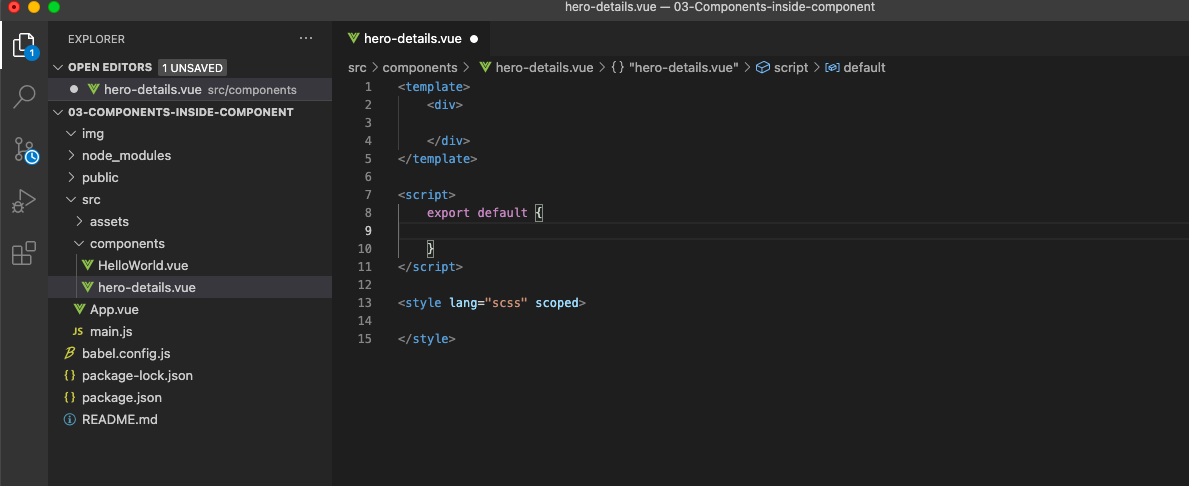 hero-details.vue — 03-Components-inside-component
EXPLORER ...
hero-details.vue
OPEN EDITORS 1 UNSAVED
hero-details.vue src/components
03-COMPONENTS-INSIDE-COMPONENT
img
node_modules
public
src
assets
components
HelloWorld.vue
hero-details.vue
App.vue
JS main.js
babel.config.js
{} package-lock.json
{} package.json
README.md
1
src > components > hero-details.vue > {} "hero-details.vue" > script > default
1 <template>
2 <div>
3
4 </div>
5 </template>
6
7 <script>
8 export default {
9
10 }
11 </script>
12
13 <style lang="scss" scoped>
14
15 </style>